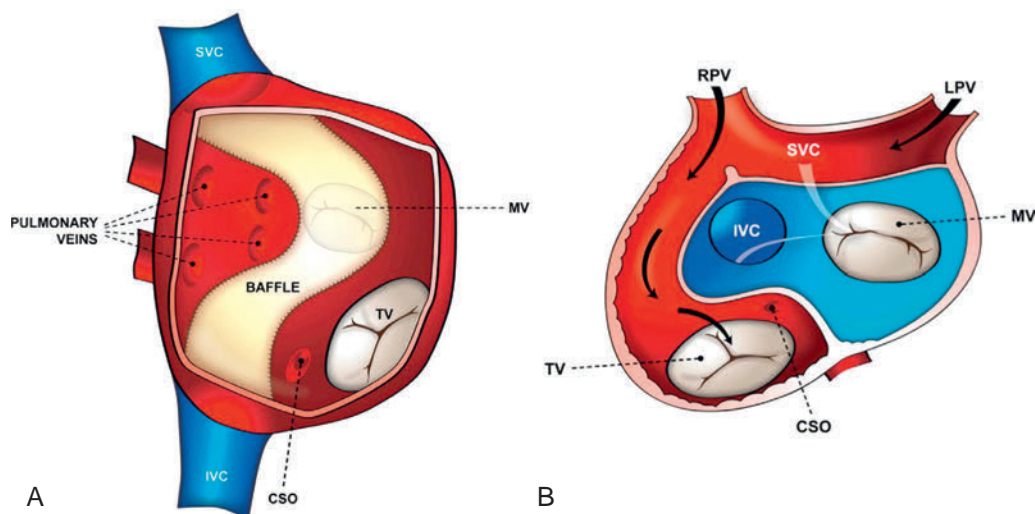 SVC
PULMONARY
VEINS
MV
BAFFLE
TV
IVC
CSO
A
RPV
LPV
SVC
MV
IVC
TV
CSO
B